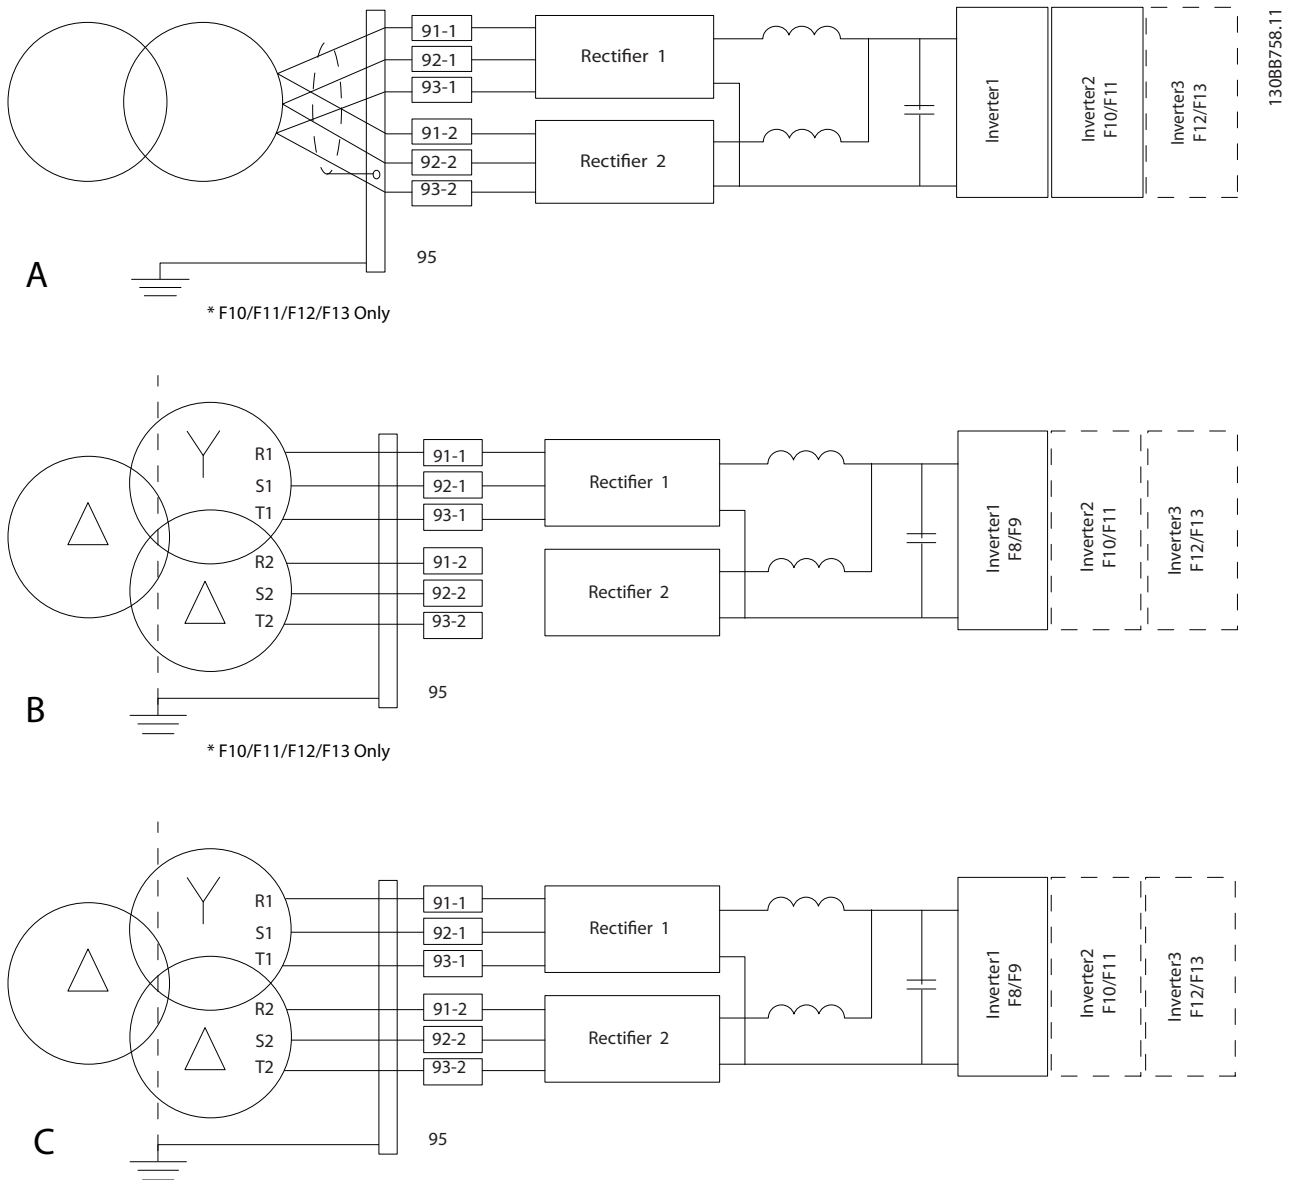 91-1
92-1
93-1
91-2
92-2
93-2
Rectifier 1
Rectifier 2
Inverter1
Inverter2
F10/F11
Inverter3
F12/F13
130BB758.11
95
A
* F10/F11/F12/F13 Only
R1
S1
T1
R2
S2
T2
91-1
92-1
93-1
91-2
92-2
93-2
Rectifier 1
Rectifier 2
Inverter1
F8/F9
Inverter2
F10/F11
Inverter3
F12/F13
95
B
* F10/F11/F12/F13 Only
R1
S1
T1
R2
S2
T2
91-1
92-1
93-1
91-2
92-2
93-2
Rectifier 1
Rectifier 2
Inverter1
F8/F9
Inverter2
F10/F11
Inverter3
F12/F13
95
C